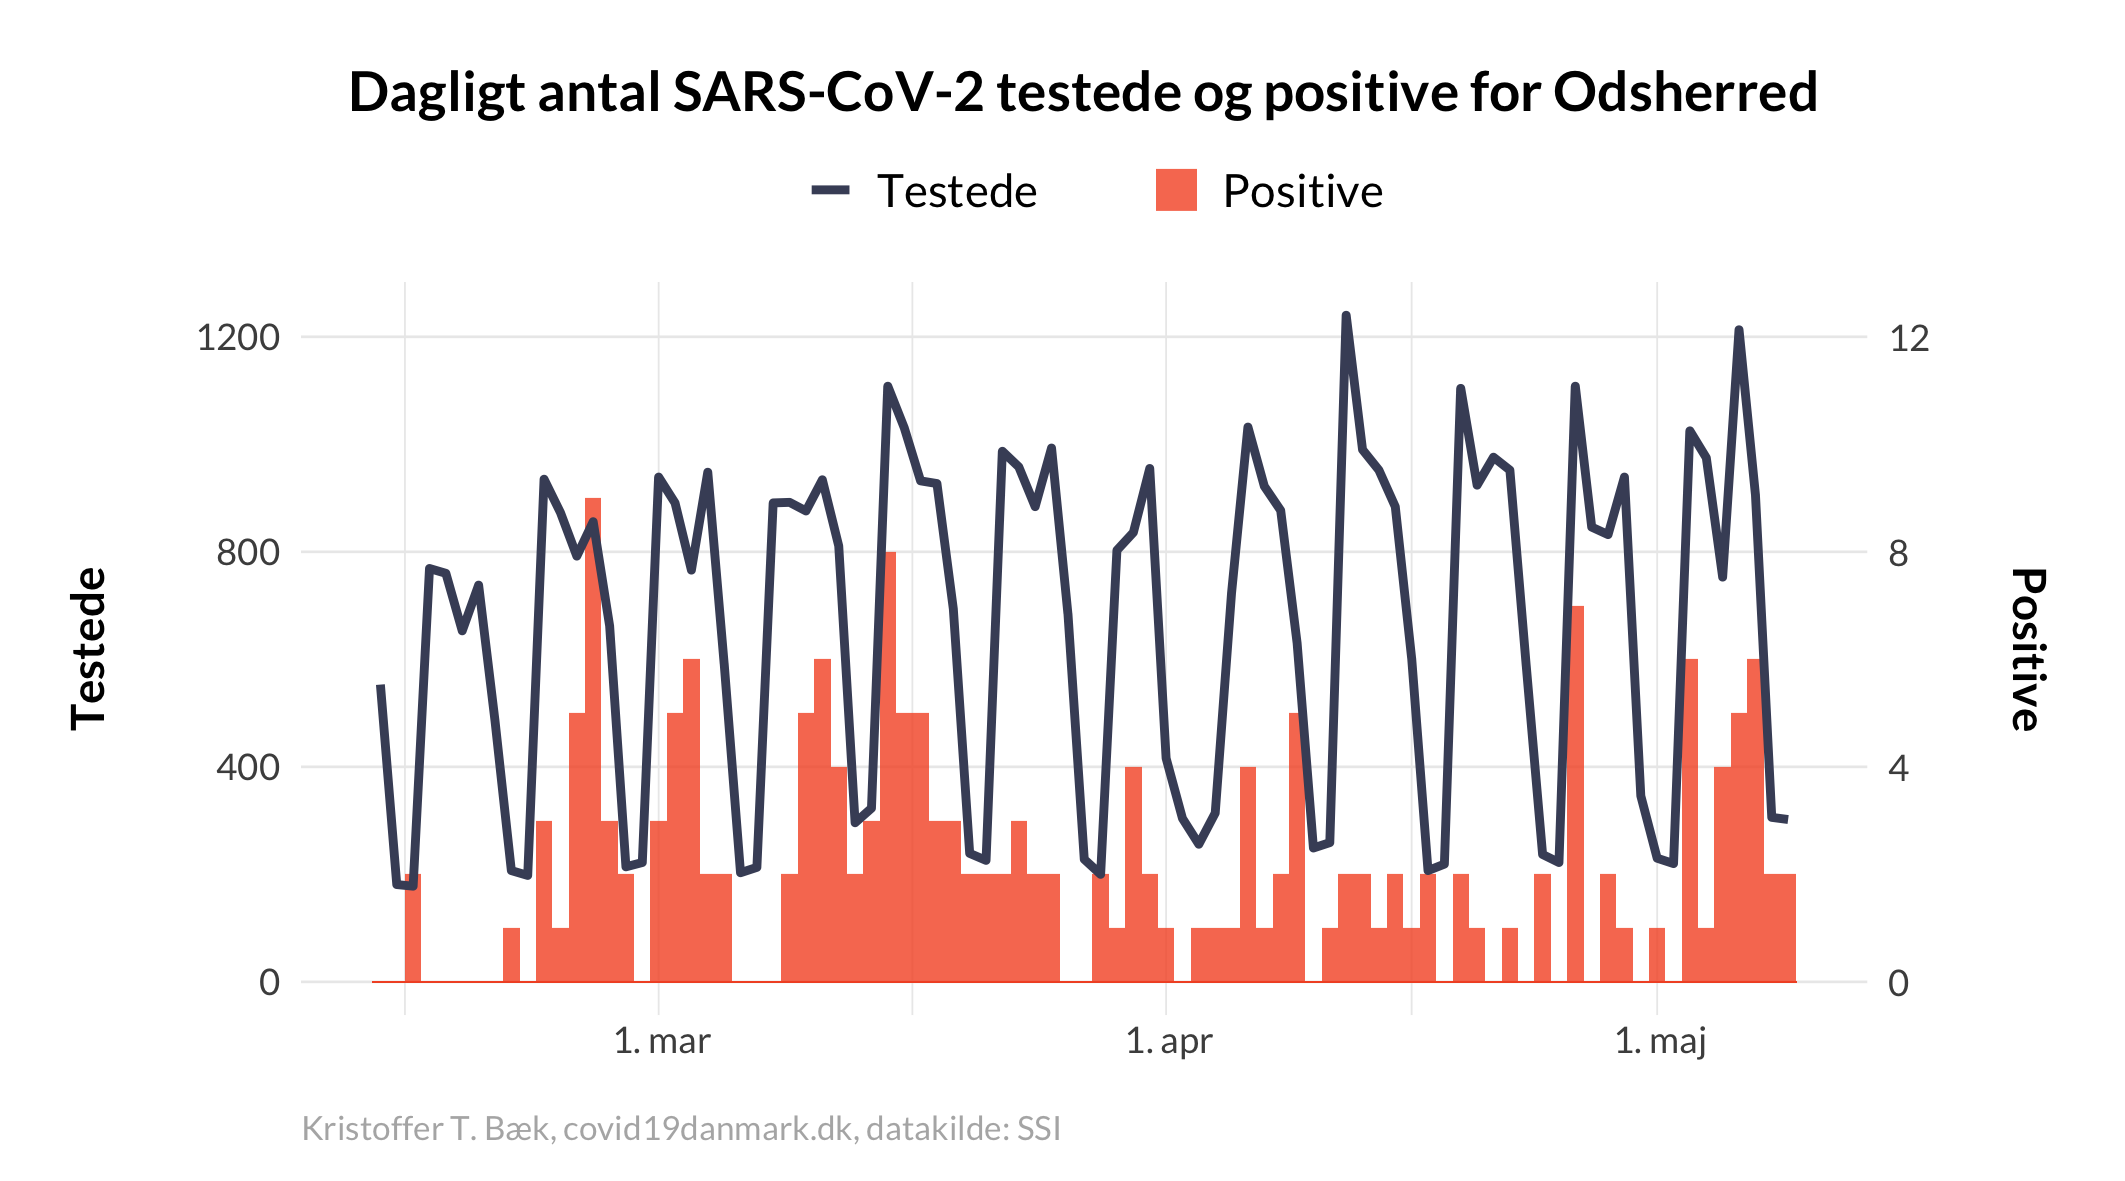 Dagligt antal SARS-CoV-2 testede og positive for Odsherred
Testede
Positive
1200
800
400
0
12
8
4
0
Testede
Positive
1. mar
1. apr
1. maj
Kristoffer T. Bæk, covid19danmark.dk, datakilde: SSI